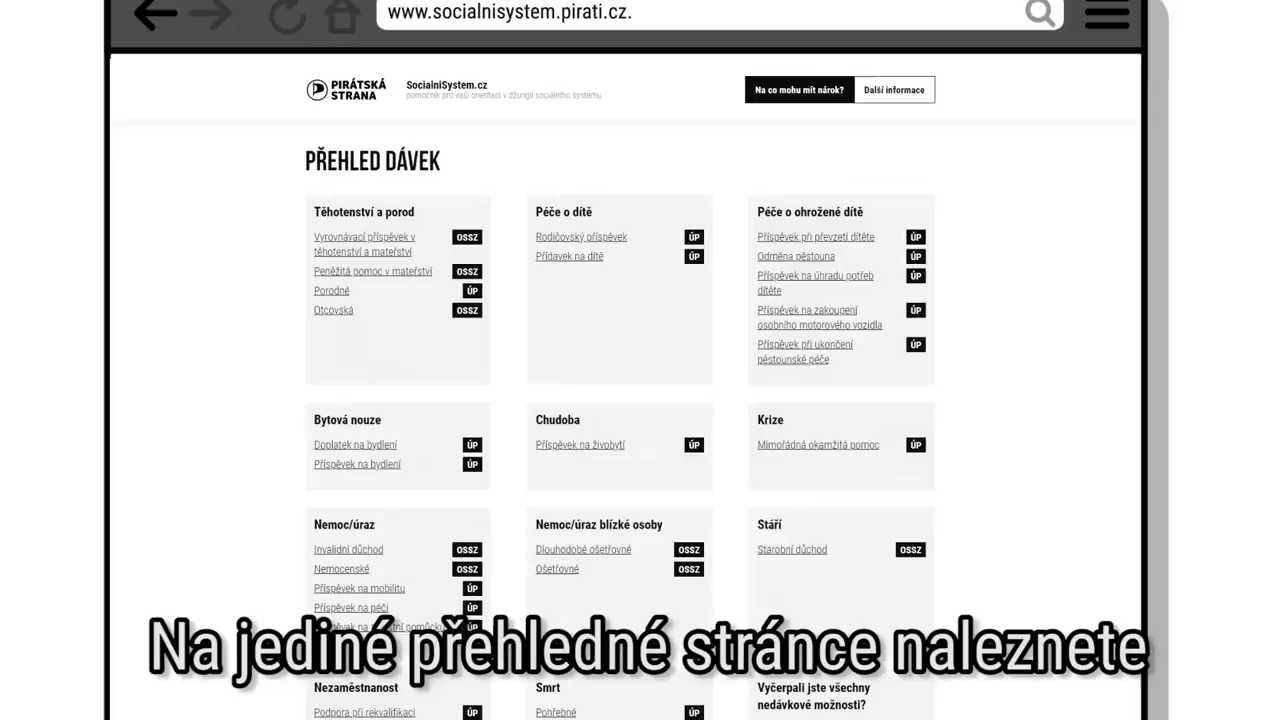 www.socialnisystem.pirati.cz.
PIRÁTSKÁ
STRANA
SocialniSystem.cz
pomocník pro vaši orientaci v džungli sociálního systému
Na co mohu mít nárok?
Další informace
PŘEHLED DÁVEK
Těhotenství a porod
Vyrovnávací příspěvek v
těhotenství a mateřství
OSSZ
Peněžitá pomoc v mateřství OSSZ
Porodné ÚP
Otcovská OSSZ
Péče o dítě
Rodičovský příspěvek ÚP
Přídavek na dítě ÚP
Péče o ohrožené dítě
Příspěvek při převzetí dítěte ÚP
Odměna pěstouna ÚP
Příspěvek na úhradu potřeb
dítěte
ÚP
Příspěvek na zakoupení
osobního motorového vozidla
ÚP
Příspěvek při ukončení
pěstounské péče
ÚP
Bytová nouze
Doplatek na bydlení ÚP
Příspěvek na bydlení ÚP
Chudoba
Příspěvek na živobytí ÚP
Krize
Mimořádná okamžitá pomoc ÚP
Nemoc/úraz
Invalidní důchod OSSZ
Nemocenské OSSZ
Příspěvek na mobilitu ÚP
Příspěvek na péči ÚP
Nemoc/úraz blízké osoby
Dlouhodobé ošetřovné OSSZ
Ošetřovné OSSZ
Stáří
Starobní důchod OSSZ
Na jediné přehledné stránce naleznete
Nezaměstnanost
Podpora při rekvalifikaci ÚP
Smrt
Pohřebné ÚP
Vyčerpali jste všechny
nedávkové možnosti?